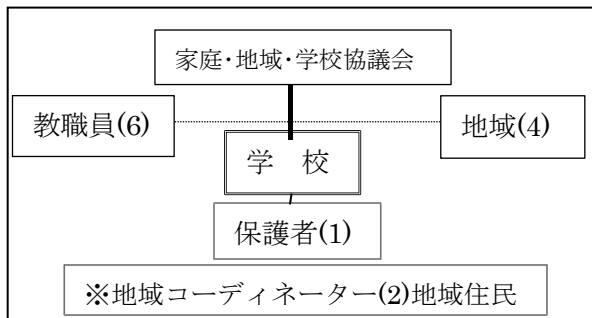 家庭・地域・学校協議会
教職員(6)
地域(4)
学　校
保護者(1)
※地域コーディネーター(2)地域住民